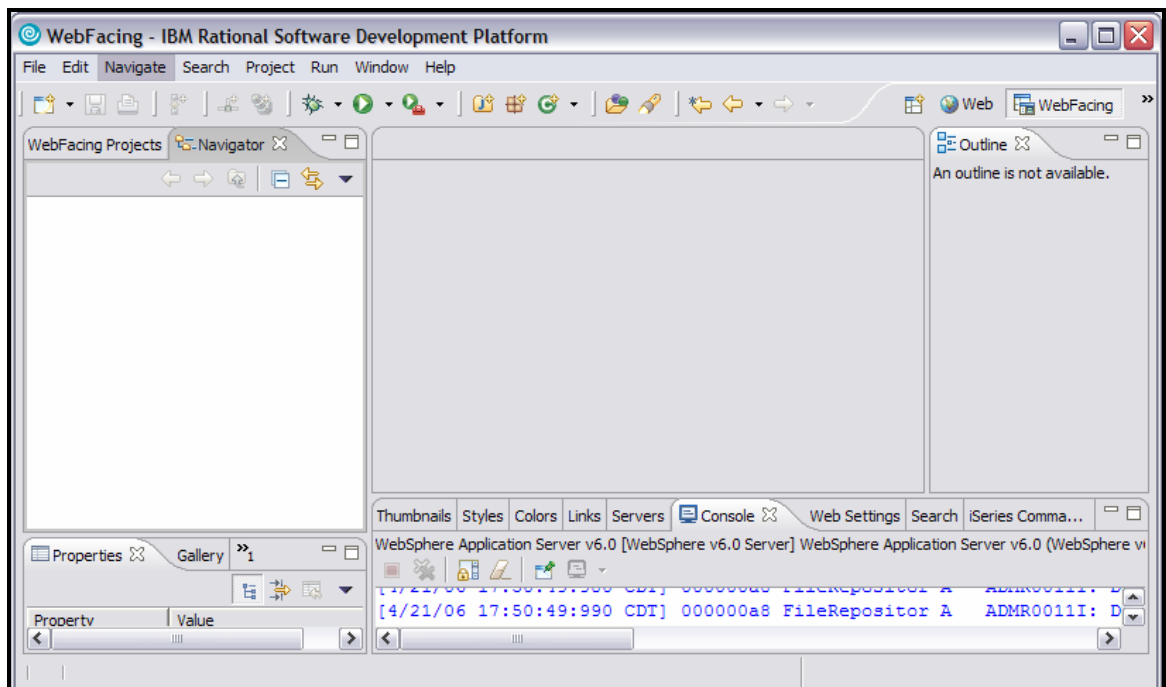 WebFacing - IBM Rational Software Development Platform
File Edit Navigate Search Project Run Window Help
Web WebFacing »
WebFacing Projects Navigator
Outline
An outline is not available.
Thumbnails Styles Colors Links Servers Console Web Settings Search iSeries Comma...
WebSphere Application Server v6.0 [WebSphere v6.0 Server] WebSphere Application Server v6.0 (WebSphere
Properties Gallery »1
Property Value
[4/21/06 17:50:49:990 CDT] 000000a8 FileRepositor A ADMR0011I: D